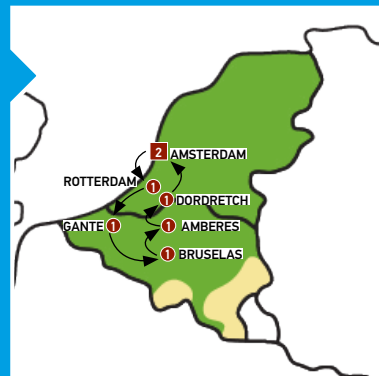 2 AMSTERDAM
ROTTERDAM 1
1 DORDRETCH
GANTE 1
1 AMBERES
1 BRUSELAS